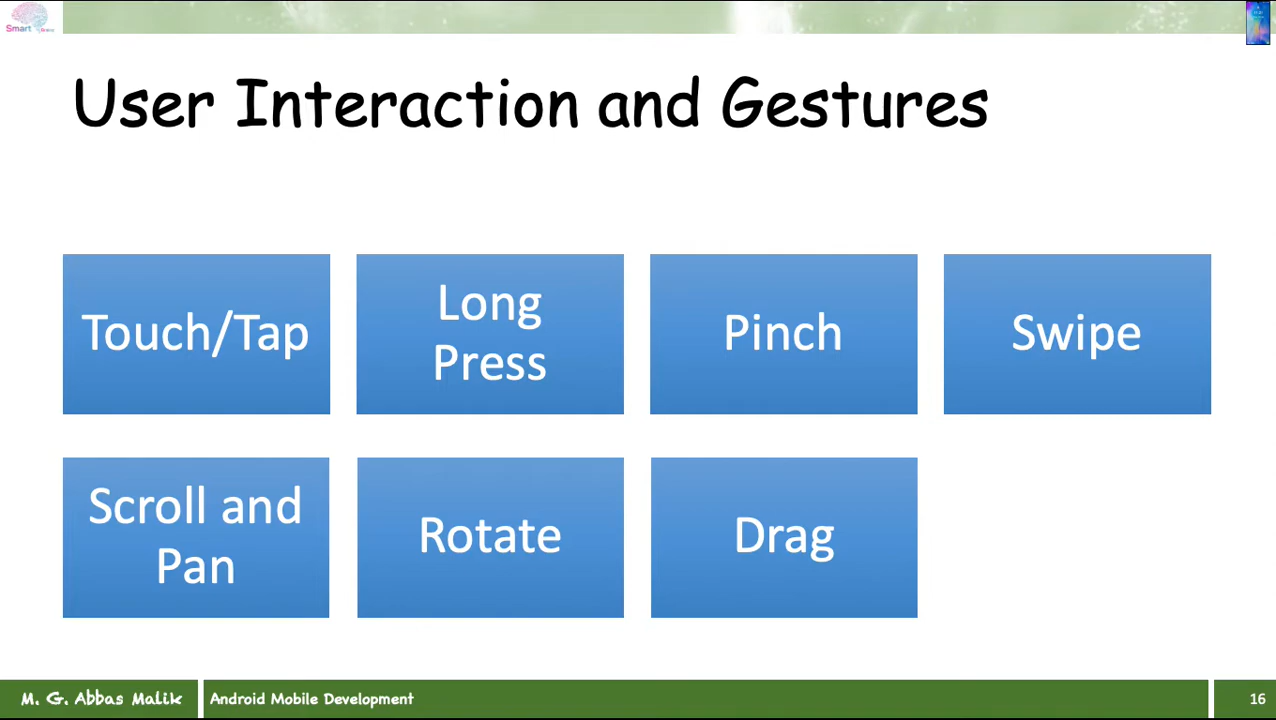 Smart
User Interaction and Gestures
Touch/Tap
Long
Press
Pinch
Swipe
Scroll and
Pan
Rotate
Drag
M. G. Abbas Malik
Android Mobile Development
16